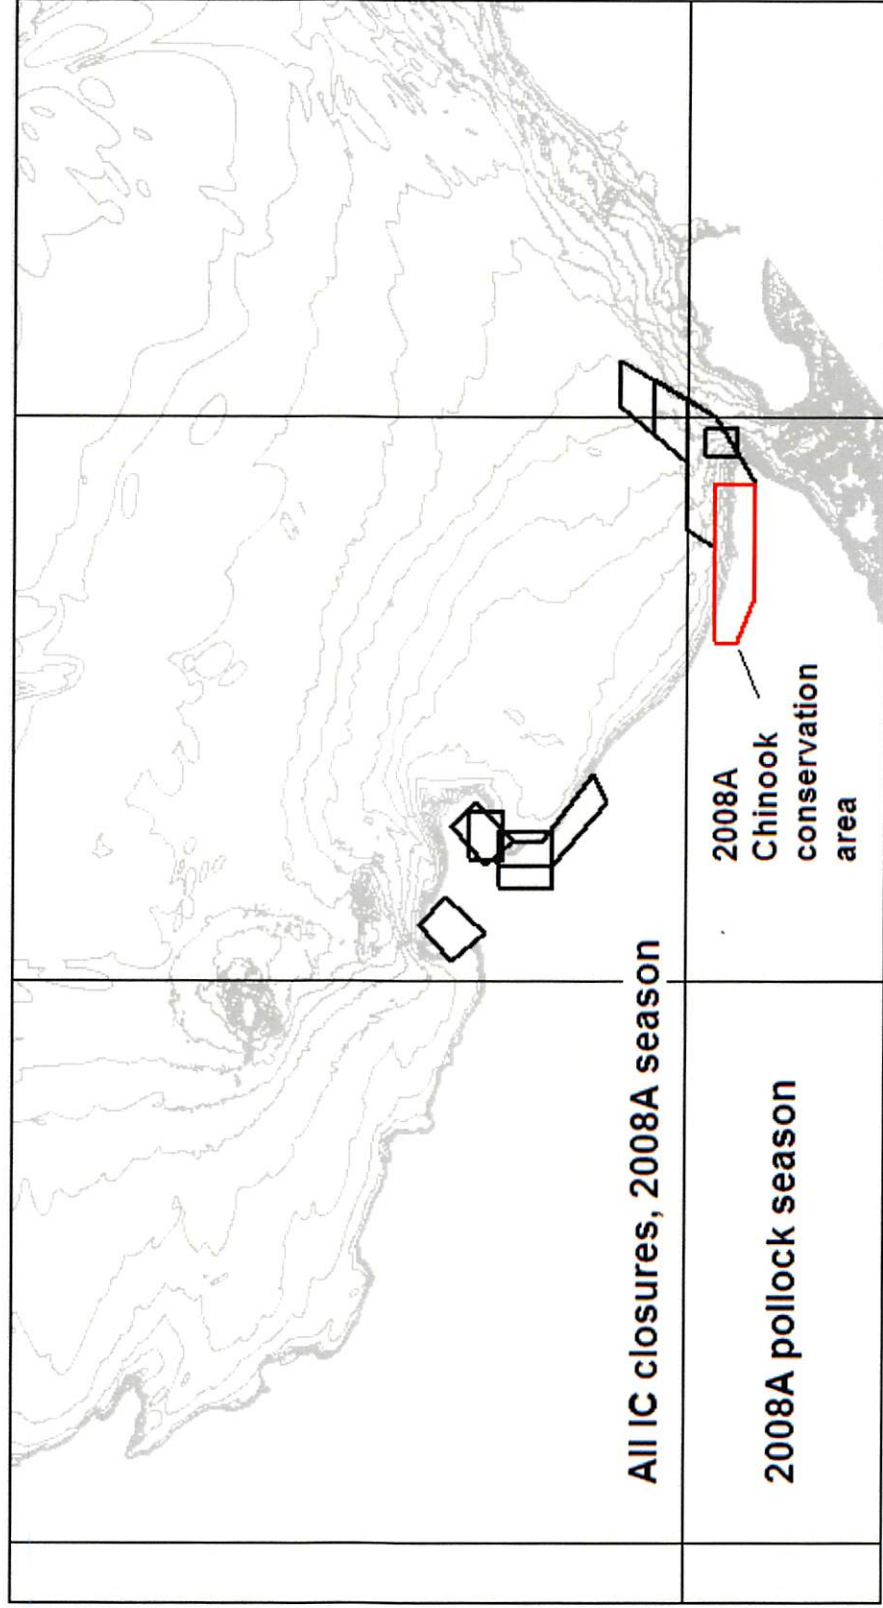 All IC closures, 2008A season
2008A pollock season
2008A
Chinook
conservation
area